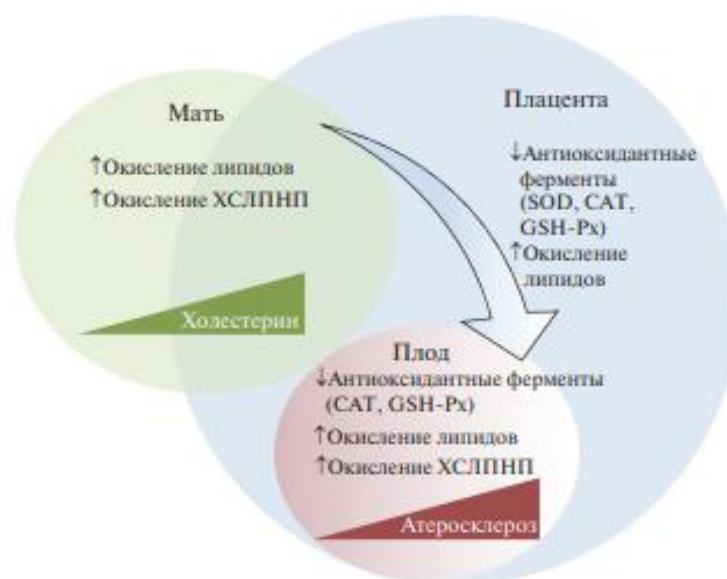 Мать
↑Окисление липидов
↑Окисление ХСЛПНП
Холестерин
Плацента
↓Антиоксидантные
ферменты
(SOD, CAT,
GSH-Px)
↑Окисление
липидов
Плод
↓Антиоксидантные ферменты
(CAT, GSH-Px)
↑Окисление липидов
↑Окисление ХСЛПНП
Атеросклероз